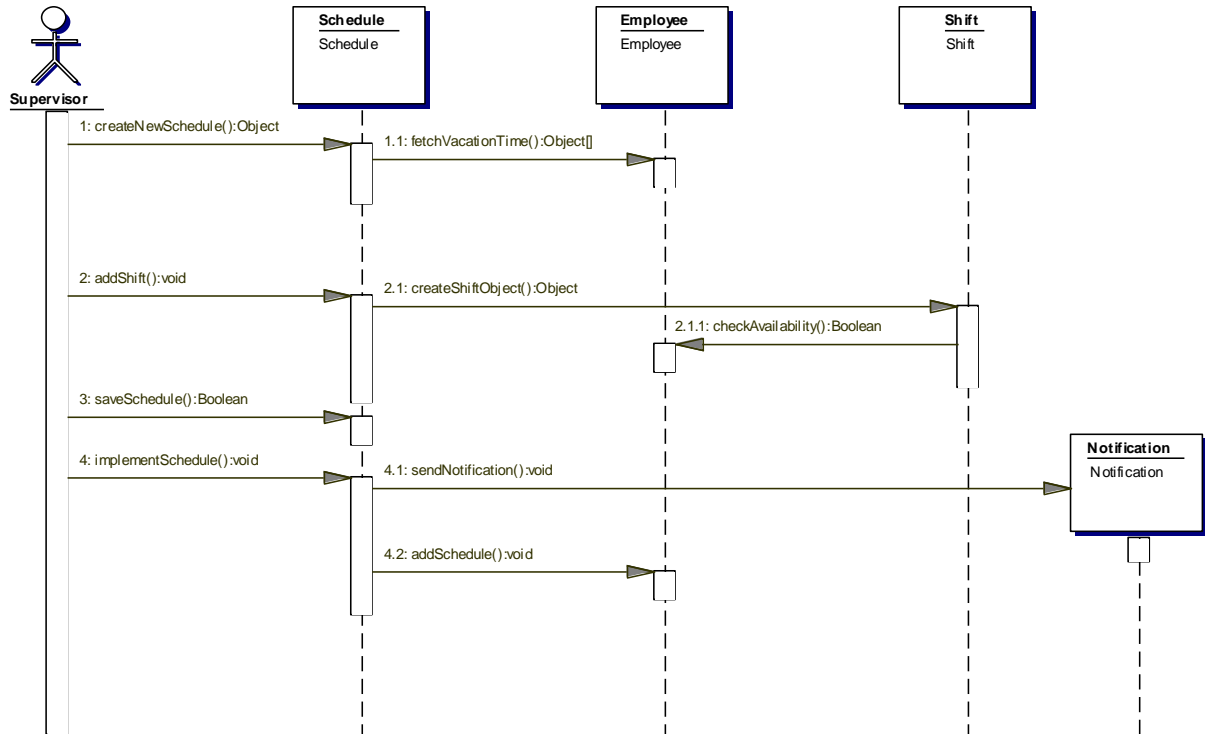 Schedule
Schedule
Employee
Employee
Shift
Shift
Supervisor
1: createNewSchedule():Object
1.1: fetchVacationTime():Object[]
2: addShift():void
2.1: createShiftObject():Object
2.1.1: checkAvailability():Boolean
3: saveSchedule():Boolean
Notification
Notification
4: implementSchedule():void
4.1: sendNotification():void
4.2: addSchedule():void